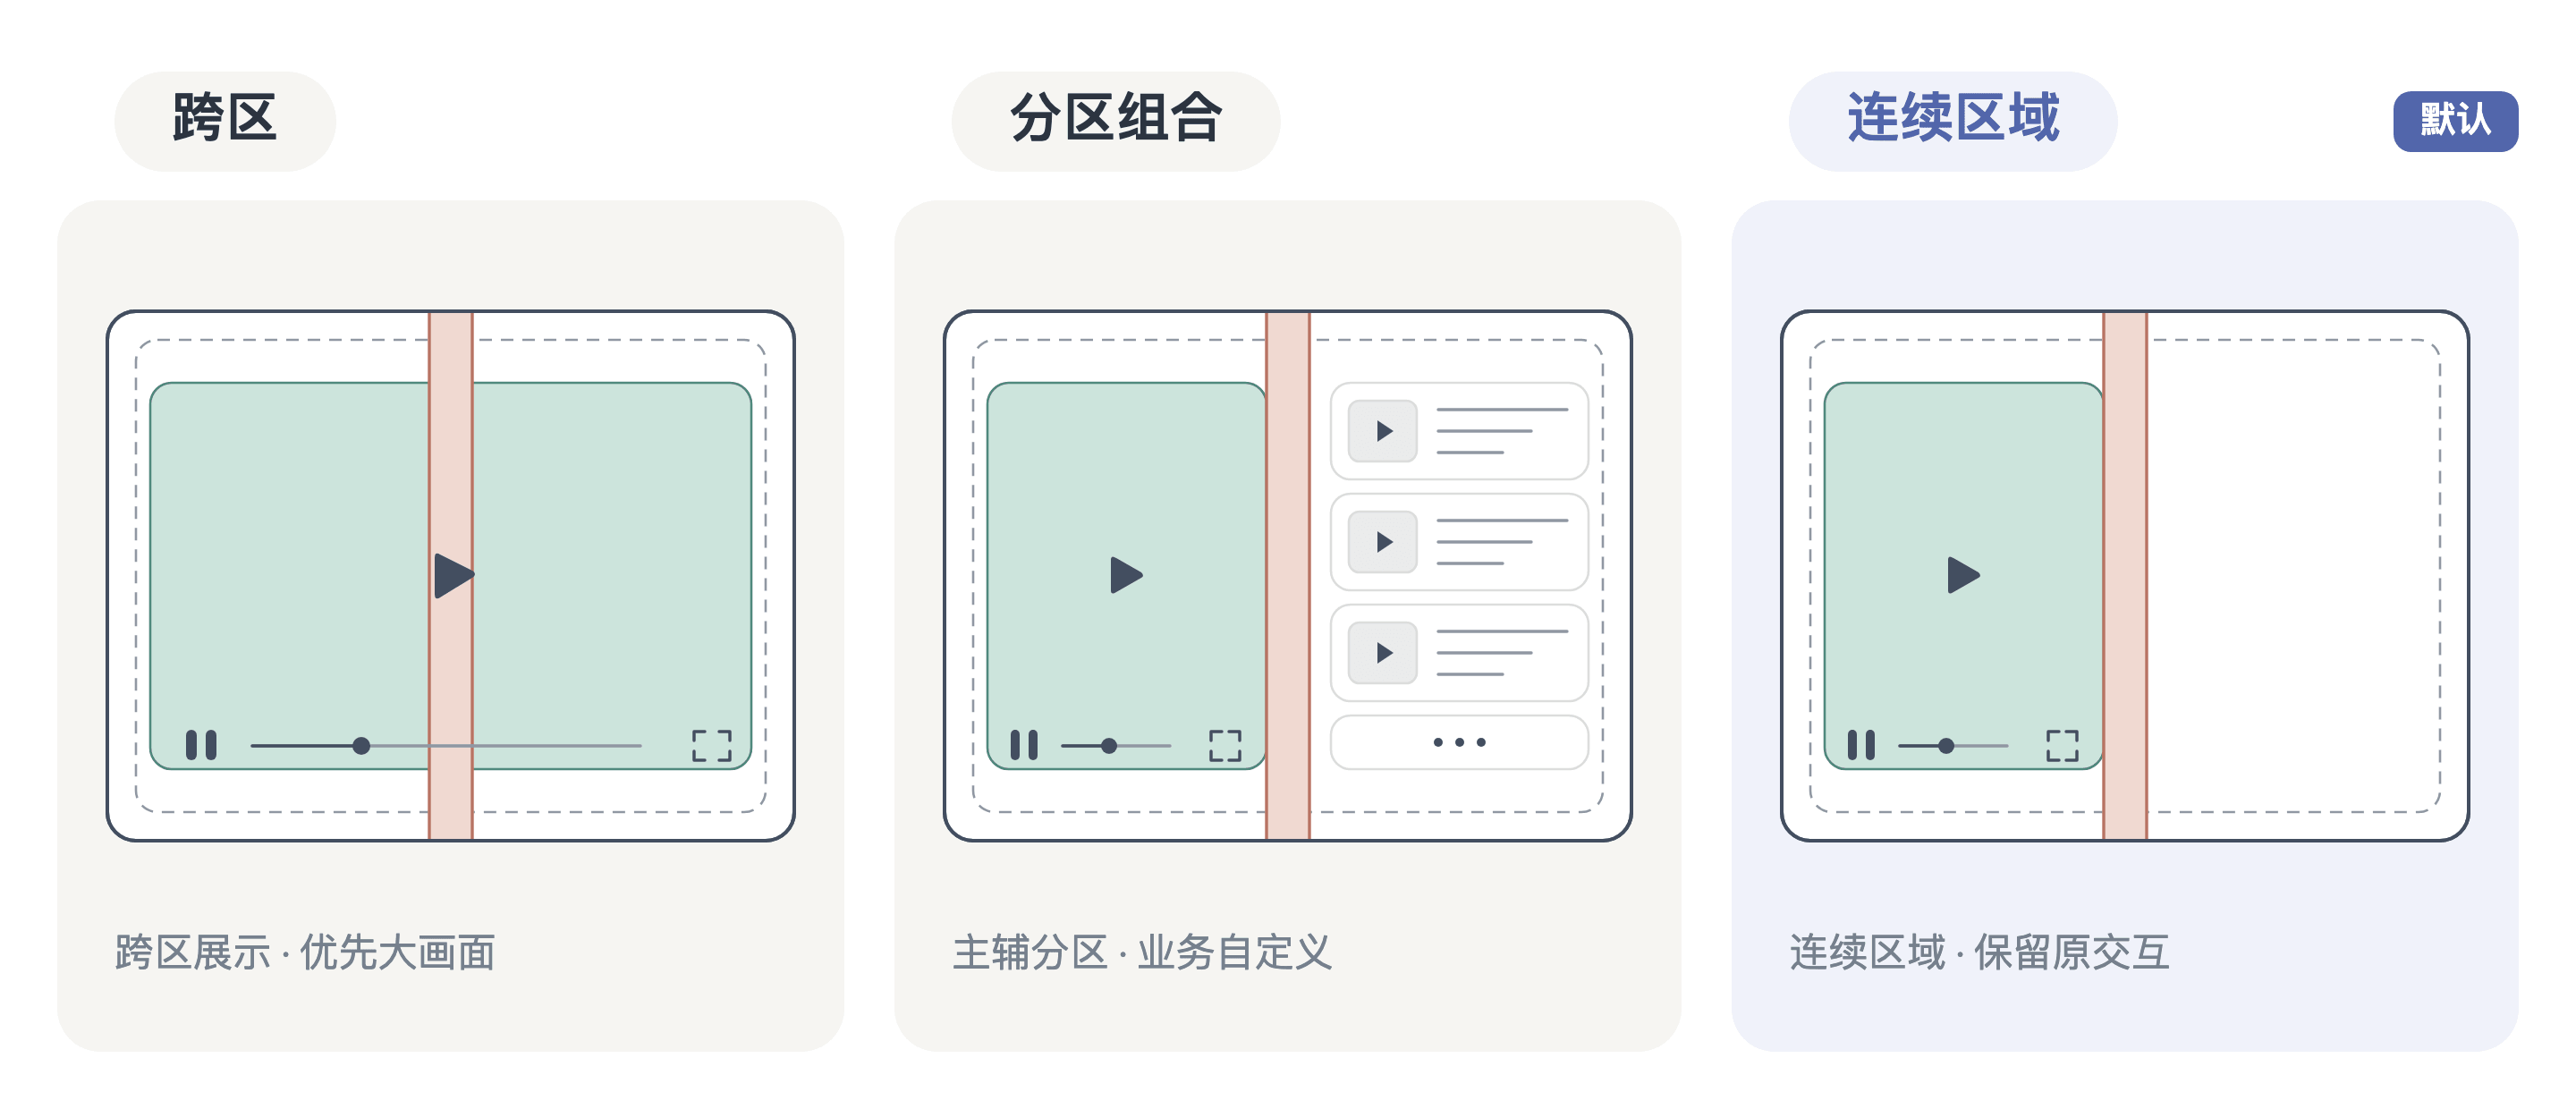 跨区
分区组合
连续区域
默认
跨区展示 · 优先大画面
主辅分区 · 业务自定义
连续区域 · 保留原交互